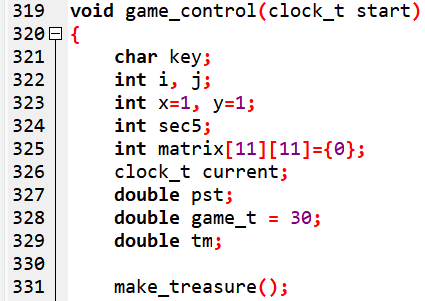 319 void game_control(clock_t start)
320 {
321 char key;
322 int i, j;
323 int x=1, y=1;
324 int sec5;
325 int matrix[11][11]={0};
326 clock_t current;
327 double pst;
328 double game_t = 30;
329 double tm;
330
331 make_treasure();